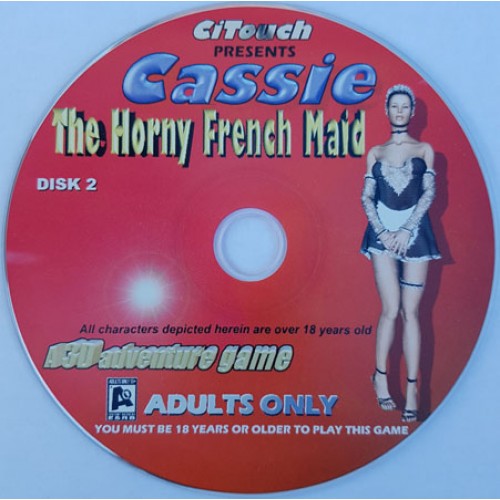 CiTouch
PRESENTS
Cassie
The Horny French Maid
DISK 2
All characters depicted herein are over 18 years old
A 3D adventure game
ADULTS ONLY
YOU MUST BE 18 YEARS OR OLDER TO PLAY THIS GAME